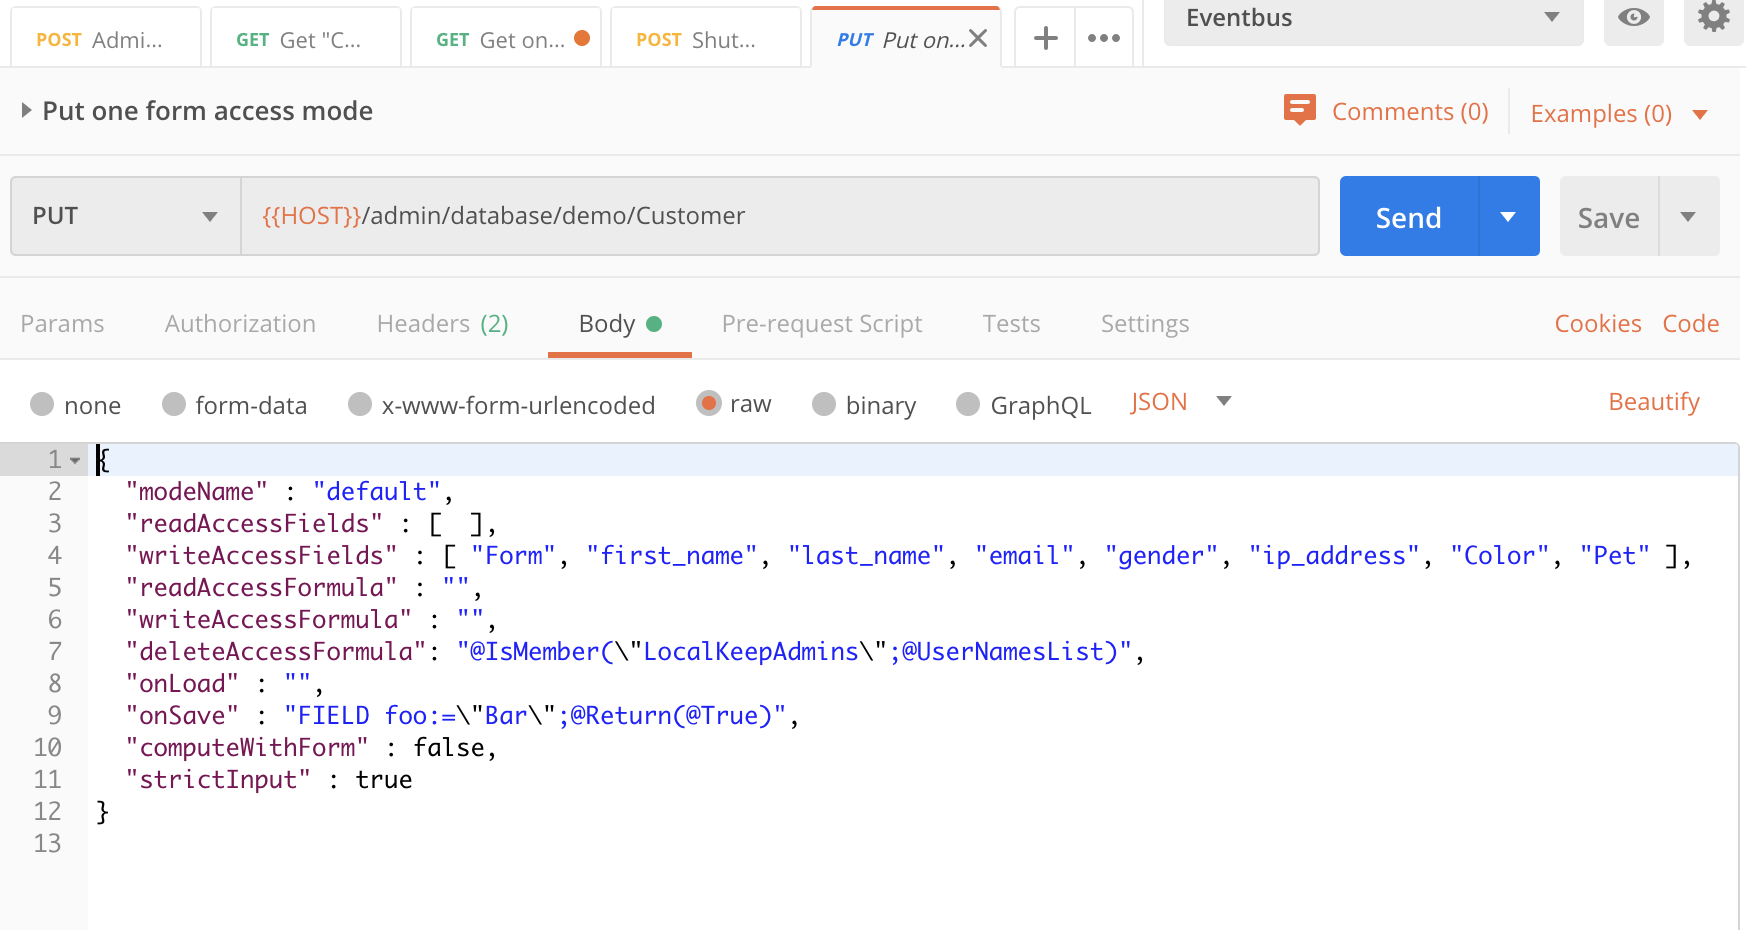 POST Admi...
GET Get "C...
GET Get on...
POST Shut...
PUT Put on...
Eventbus
Put one form access mode
Comments (0)
Examples (0)
PUT
{{HOST}}/admin/database/demo/Customer
Send
Save
Params
Authorization
Headers (2)
Body
Pre-request Script
Tests
Settings
Cookies
Code
none
form-data
x-www-form-urlencoded
raw
binary
GraphQL
JSON
Beautify
1 {
2 "modeName" : "default",
3 "readAccessFields" : [  ],
4 "writeAccessFields" : [ "Form", "first_name", "last_name", "email", "gender", "ip_address", "Color", "Pet" ],
5 "readAccessFormula" : "",
6 "writeAccessFormula" : "",
7 "deleteAccessFormula": "@IsMember(\"LocalKeepAdmins\";@UserNamesList)",
8 "onLoad" : "",
9 "onSave" : "FIELD foo:=\"Bar\";@Return(@True)",
10 "computeWithForm" : false,
11 "strictInput" : true
12 }
13